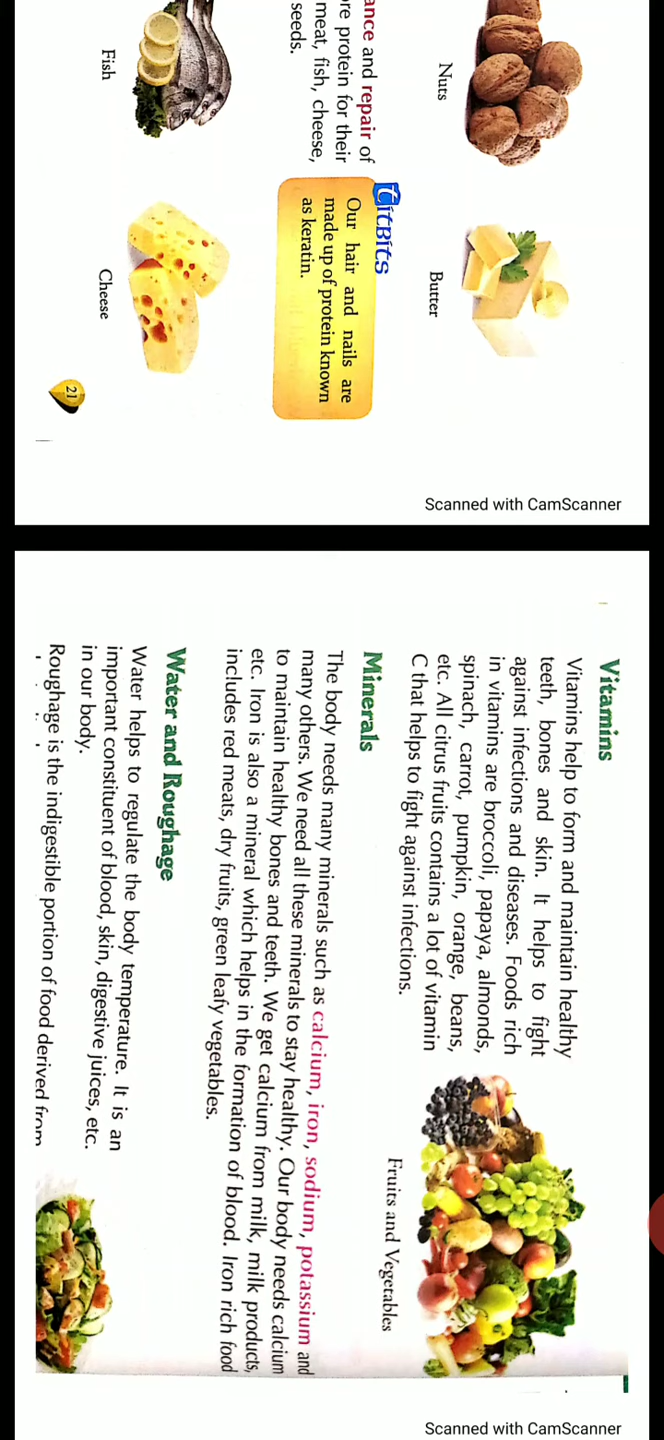 Nuts
Butter
ance and repair of
re protein for their
meat, fish, cheese,
seeds.
TitBits
Our hair and nails are
made up of protein known
as keratin.
Fish
Cheese
21
Scanned with CamScanner
Vitamins
Vitamins help to form and maintain healthy
teeth, bones and skin. It helps to fight
against infections and diseases. Foods rich
in vitamins are broccoli, papaya, almonds,
spinach, carrot, pumpkin, orange, beans,
etc. All citrus fruits contains a lot of vitamin
C that helps to fight against infections.
Fruits and Vegetables
Minerals
The body needs many minerals such as calcium, iron, sodium, potassium and
many others. We need all these minerals to stay healthy. Our body needs calcium
to maintain healthy bones and teeth. We get calcium from milk, milk products,
etc. Iron is also a mineral which helps in the formation of blood. Iron rich food
includes red meats, dry fruits, green leafy vegetables.
Water and Roughage
Water helps to regulate the body temperature. It is an
important constituent of blood, skin, digestive juices, etc.
in our body.
Roughage is the indigestible portion of food derived from
Scanned with CamScanner